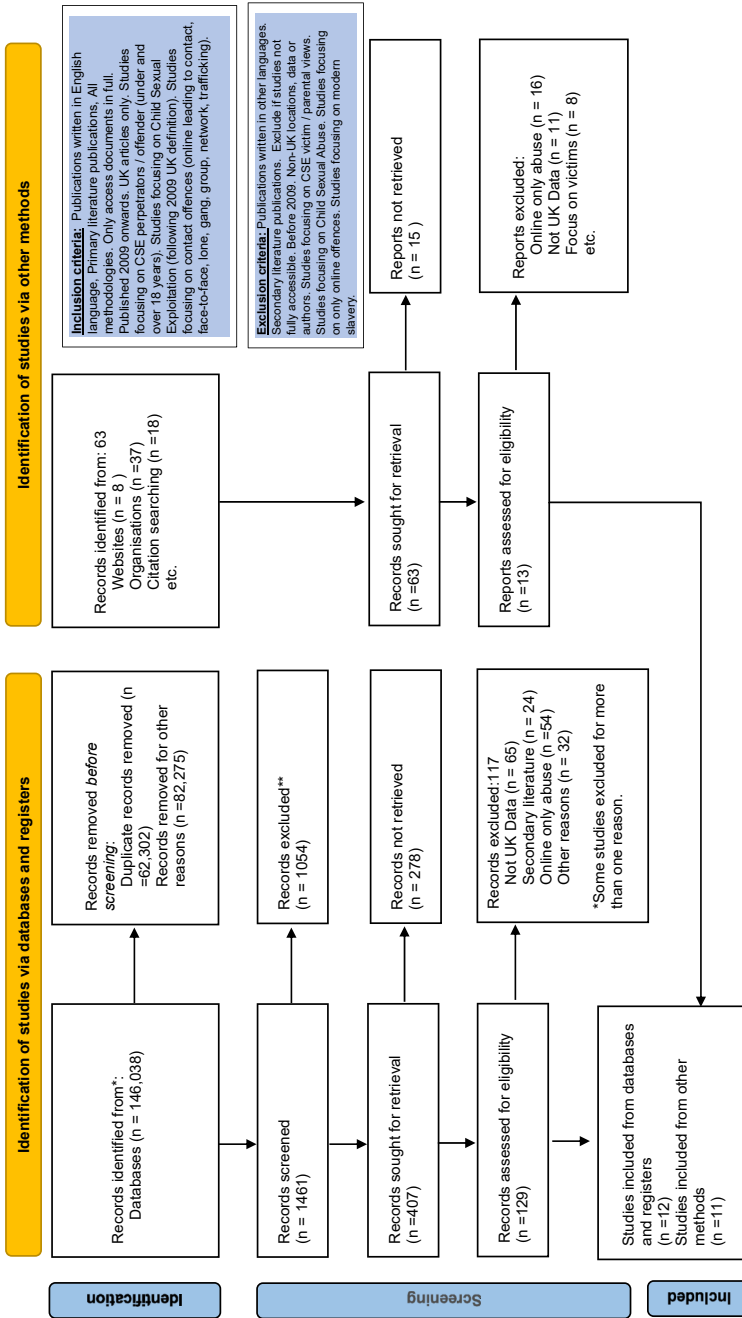 Identification of studies via databases and registers
Identification of studies via other methods
Identification
Records identified from*:
Databases (n = 146,038)
Records removed before
screening:
Duplicate records removed (n
=62,302)
Records removed for other
reasons (n =82,275)
Records identified from: 63
Websites (n = 8 )
Organisations (n =37)
Citation searching (n =18)
etc.
Inclusion criteria: Publications written in English
language, Primary literature publications, All
methodologies. Only access documents in full.
Published 2009 onwards. UK articles only. Studies
focusing on CSE perpetrators / offender (under and
over 18 years). Studies focusing on Child Sexual
Exploitation (following 2009 UK definition). Studies
focusing on contact offences (online leading to contact,
face-to-face, lone, gang, group, network, trafficking).
Exclusion criteria: Publications written in other languages.
Secondary literature publications. Exclude if studies not
fully accessible. Before 2009. Non-UK locations, data or
authors. Studies focusing on CSE victim / parental views.
Studies focusing on Child Sexual Abuse. Studies focusing
on only online offences. Studies focusing on modern
slavery.
Screening
Records screened
(n = 1461)
Records excluded**
(n = 1054)
Records sought for retrieval
(n =407)
Records not retrieved
(n = 278)
Records sought for retrieval
(n =63)
Reports not retrieved
(n = 15 )
Records assessed for eligibility
(n =129)
Records excluded:117
Not UK Data (n = 65)
Secondary literature (n = 24)
Online only abuse (n =54)
Other reasons (n = 32)
*Some studies excluded for more
than one reason.
Reports assessed for eligibility
(n =13)
Reports excluded:
Online only abuse (n = 16)
Not UK Data (n = 11)
Focus on victims (n = 8)
etc.
Included
Studies included from databases
and registers
(n =12)
Studies included from other
methods
(n =11)